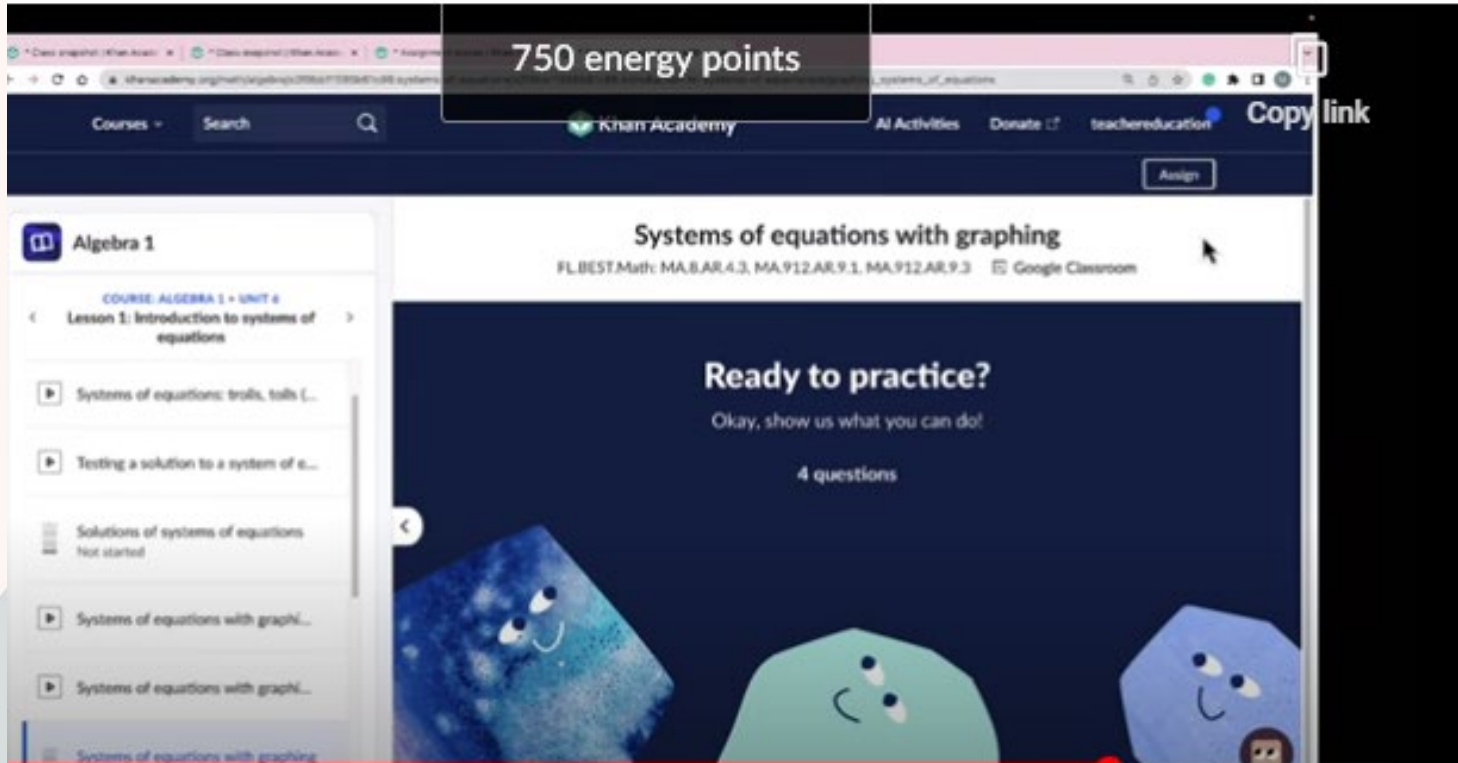 750 energy points
Copy link
Courses
Search
Khan Academy
AI Activities
Donate
teachereducation
Assign
Algebra 1
COURSE: ALGEBRA 1 > UNIT 6
Lesson 1: Introduction to systems of
equations
Systems of equations: trolls, tolls (...
Testing a solution to a system of e...
Solutions of systems of equations
Not started
Systems of equations with graphi...
Systems of equations with graphi...
Systems of equations with graphing
Systems of equations with graphing
FL.BEST.Math: MA.8.AR.4.3, MA.912.AR.9.1, MA.912.AR.9.3 Google Classroom
Ready to practice?
Okay, show us what you can do!
4 questions